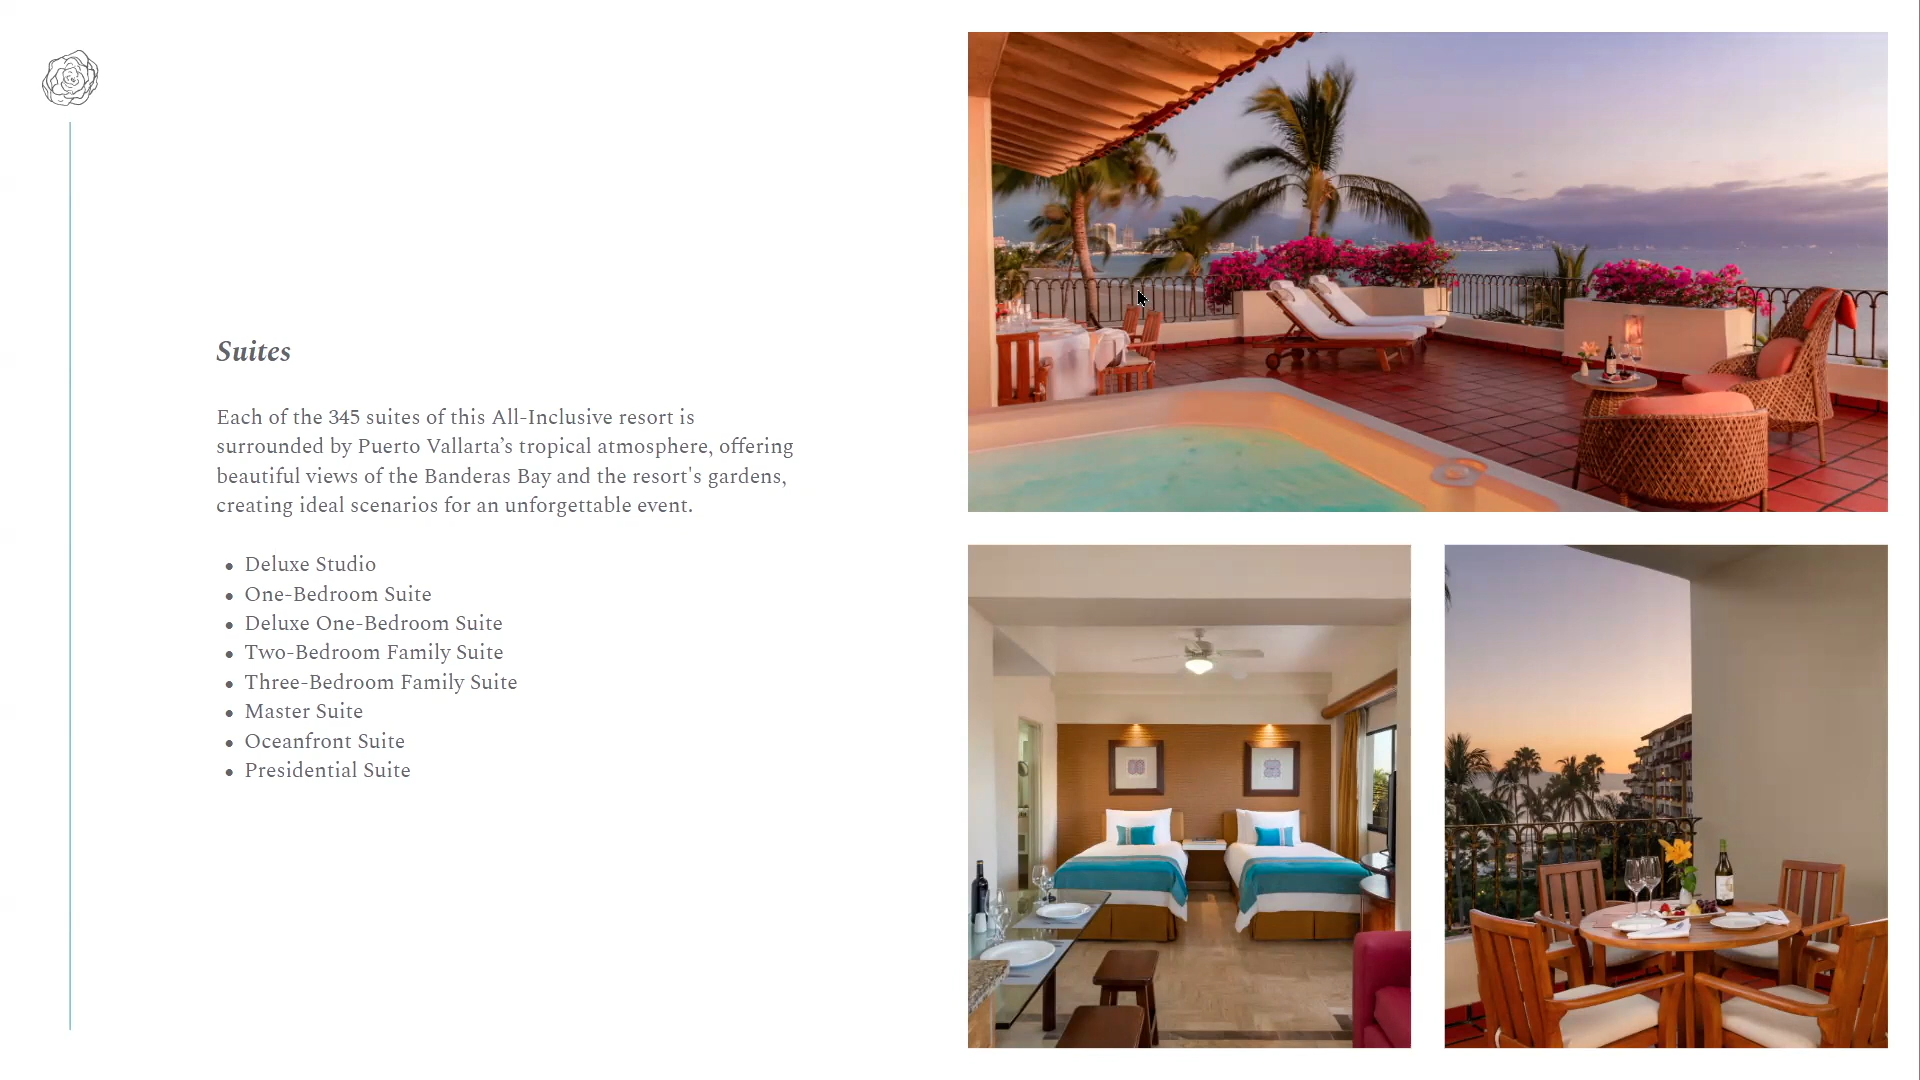 Suites
Each of the 345 suites of this All-Inclusive resort is
surrounded by Puerto Vallarta’s tropical atmosphere, offering
beautiful views of the Banderas Bay and the resort's gardens,
creating ideal scenarios for an unforgettable event.
• Deluxe Studio
• One-Bedroom Suite
• Deluxe One-Bedroom Suite
• Two-Bedroom Family Suite
• Three-Bedroom Family Suite
• Master Suite
• Oceanfront Suite
• Presidential Suite